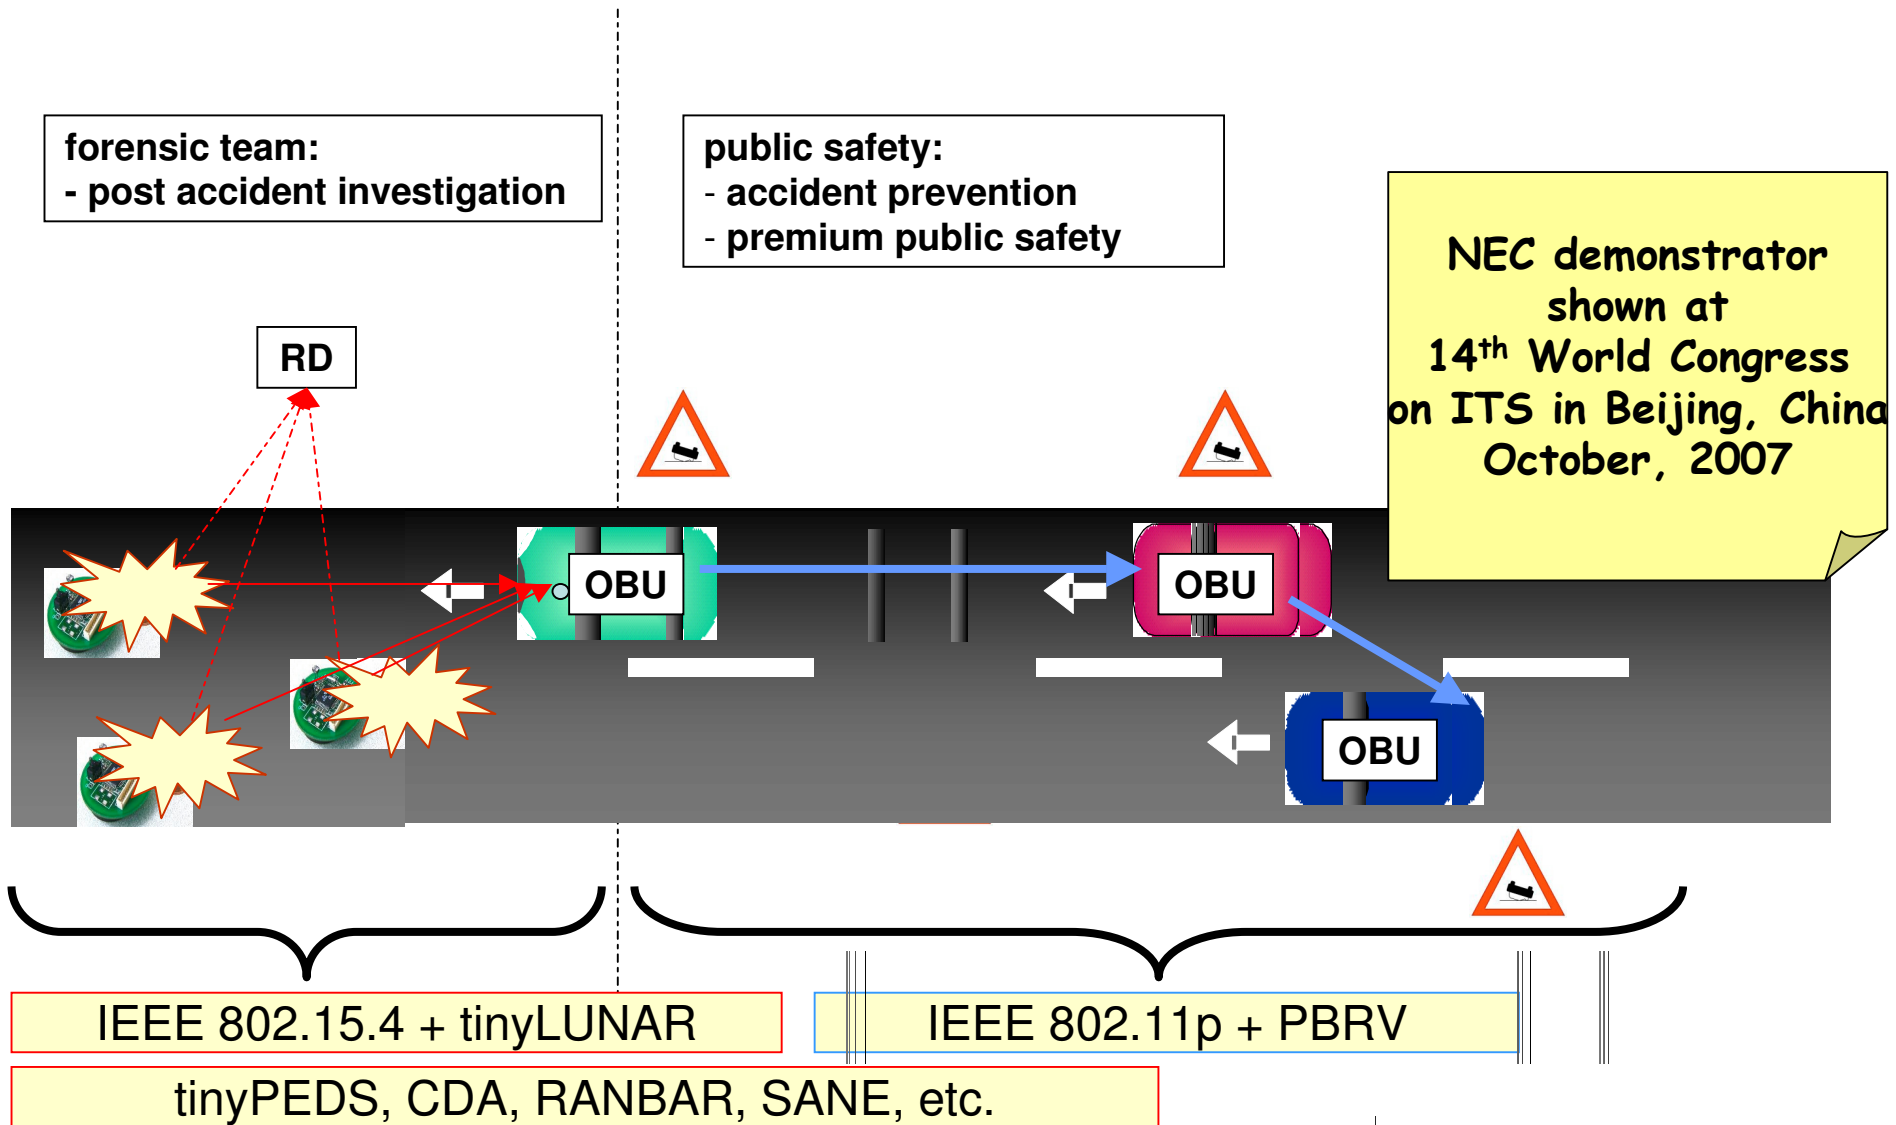 forensic team:
- post accident investigation
public safety:
- accident prevention
- premium public safety
NEC demonstrator
shown at
14th World Congress
on ITS in Beijing, China
October, 2007
RD
OBU
OBU
OBU
IEEE 802.15.4 + tinyLUNAR
IEEE 802.11p + PBRV
tinyPEDS, CDA, RANBAR, SANE, etc.